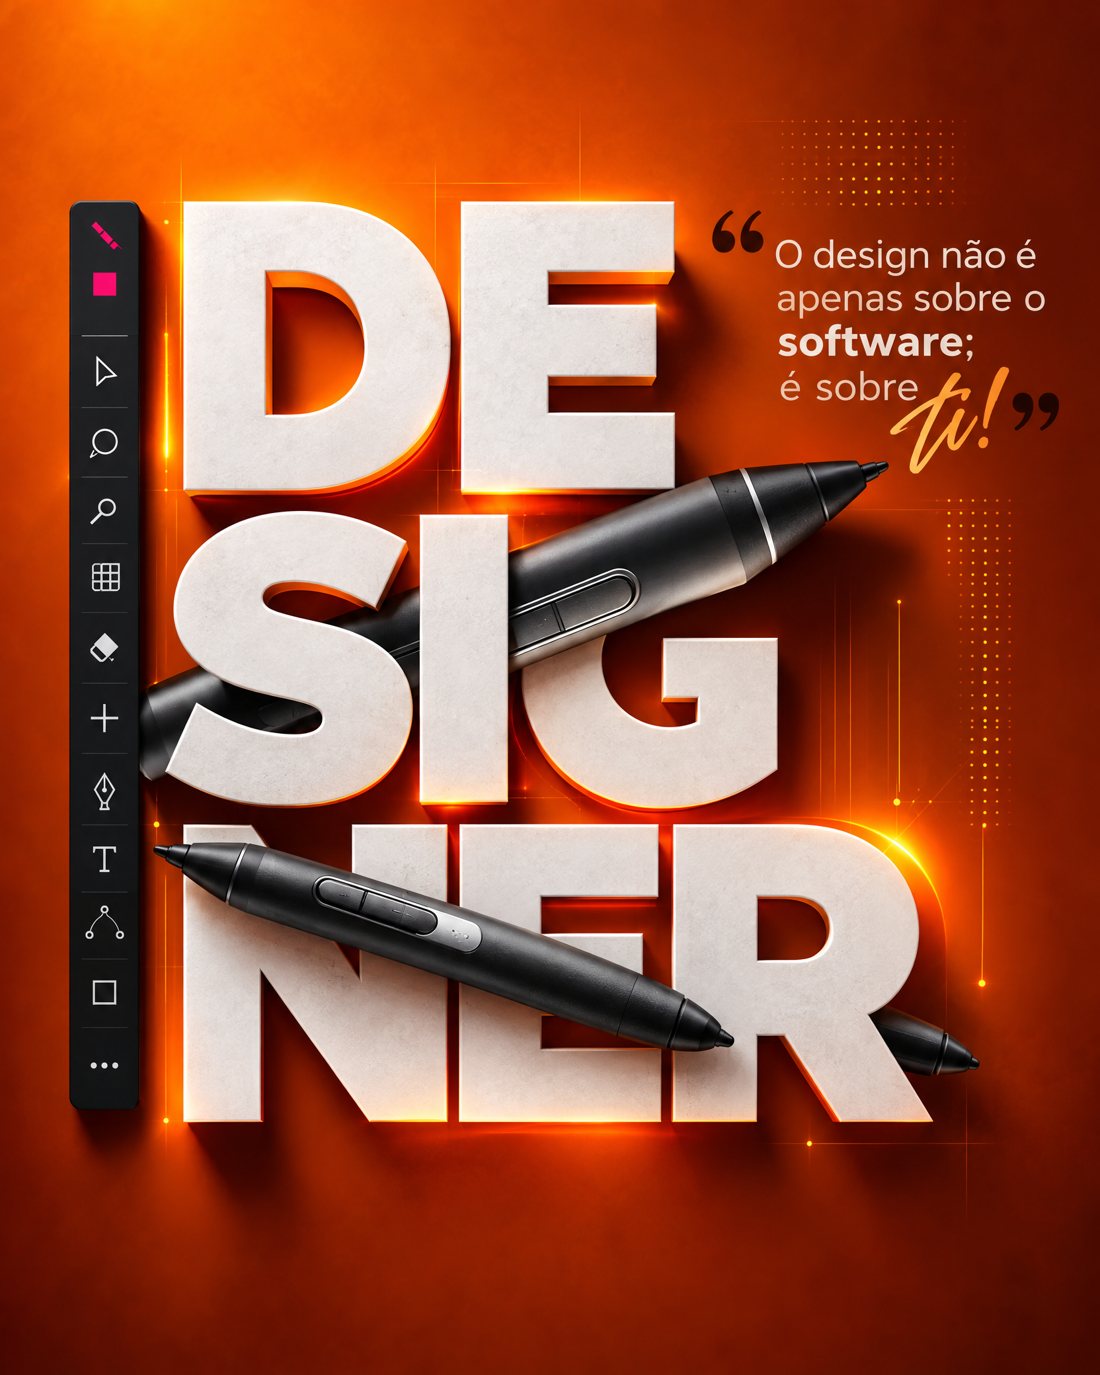 DE
SIG
NER
“O design não é
apenas sobre o
software;
é sobre ti!”
T